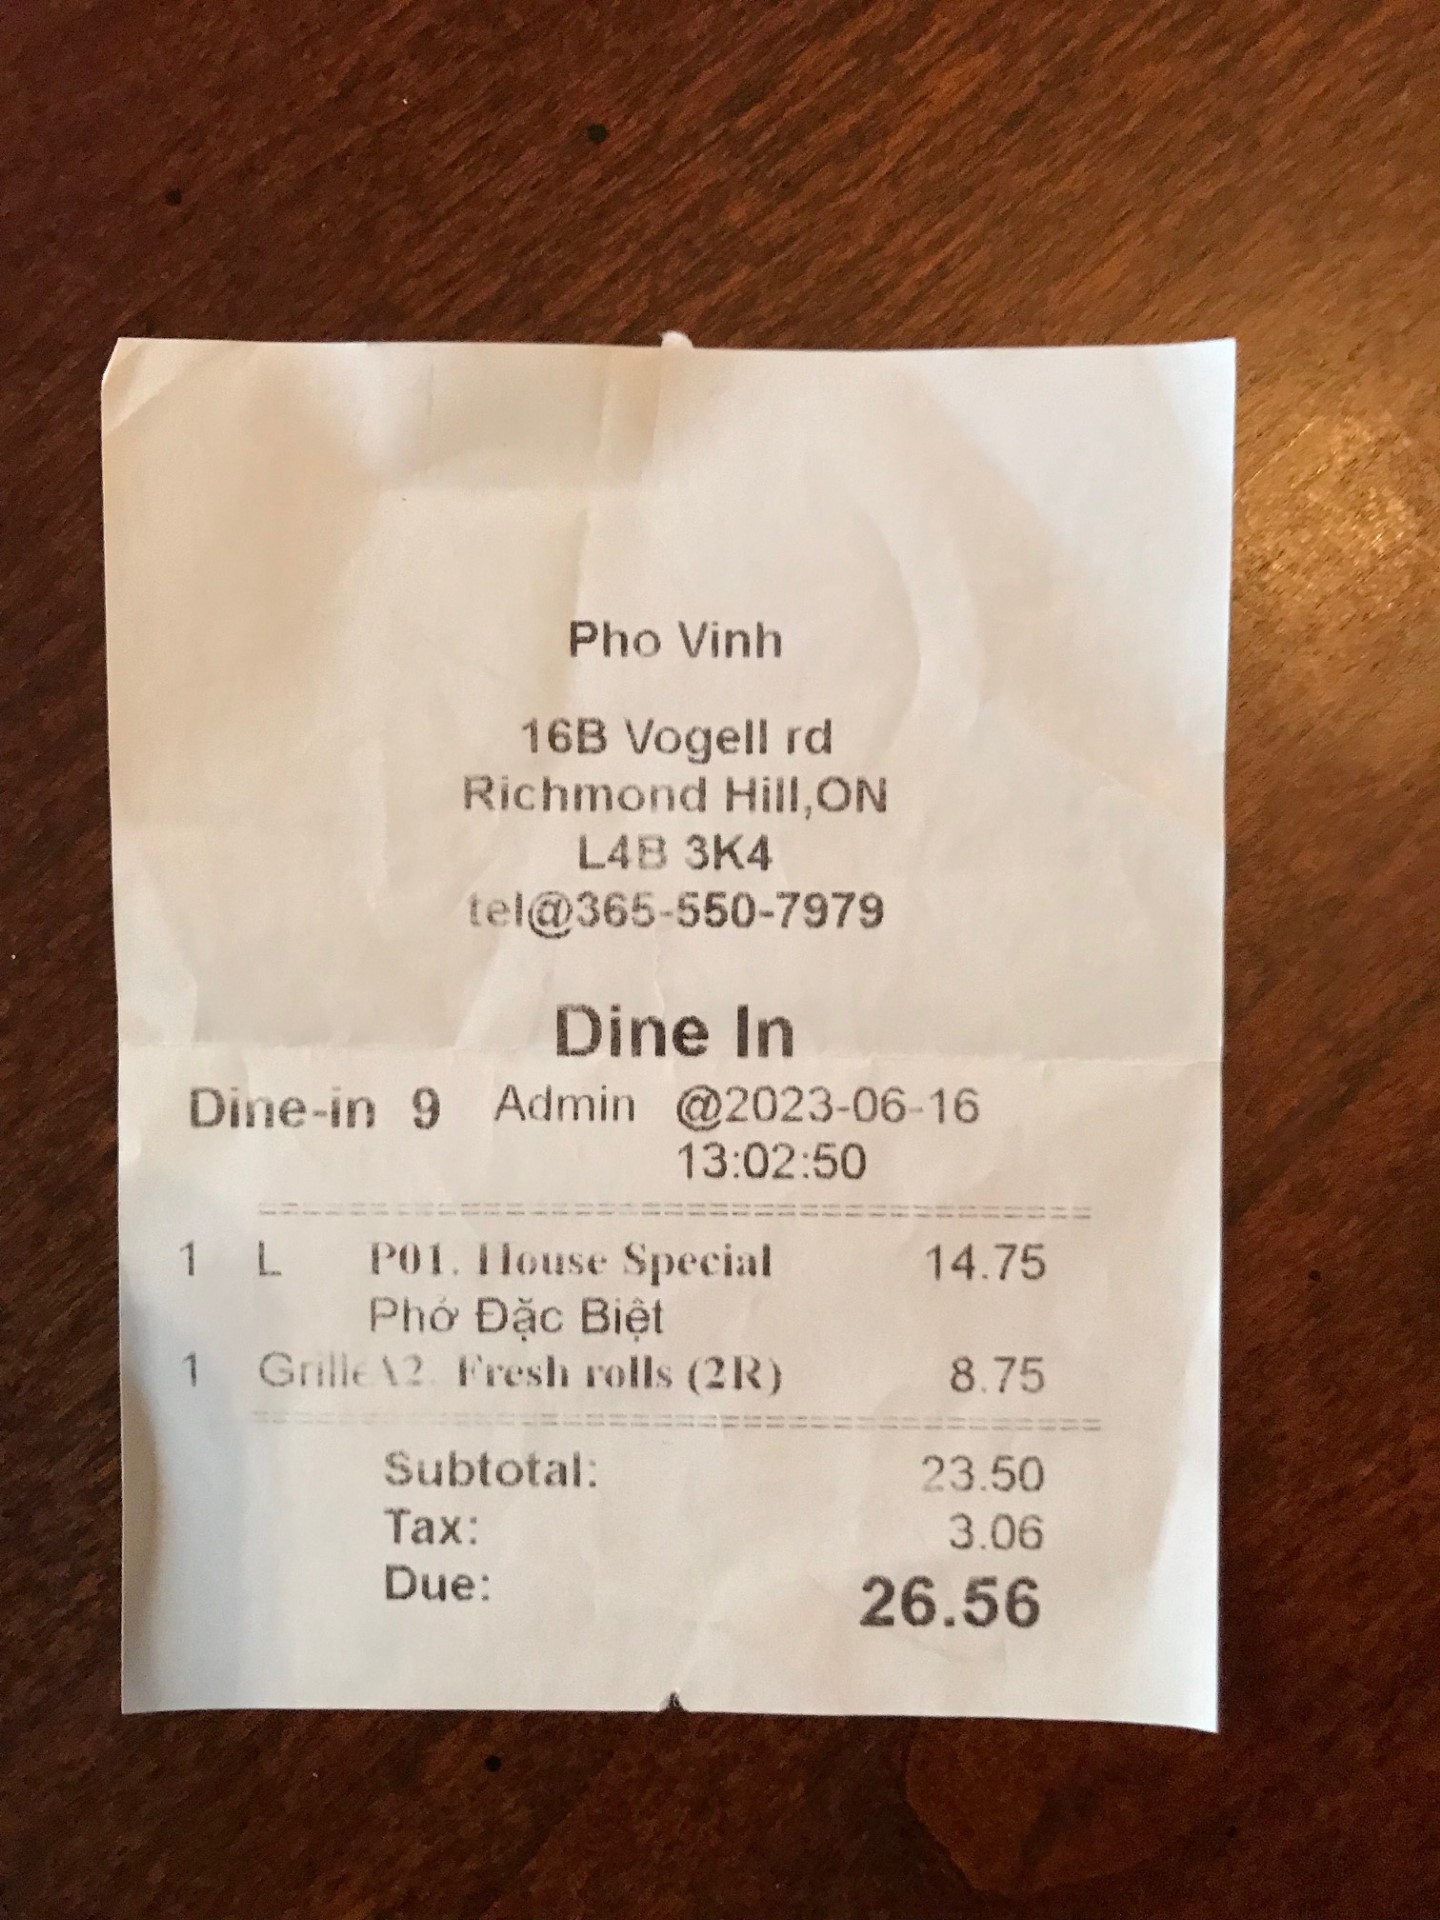 Pho Vinh
16B Vogell rd
Richmond Hill,ON
L4B 3K4
tel@365-550-7979
Dine In
Dine-in 9 Admin @2023-06-16
13:02:50
1 L P01. House Special 14.75
Phở Đặc Biệt
1 Grille A2. Fresh rolls (2R) 8.75
Subtotal: 23.50
Tax: 3.06
Due: 26.56